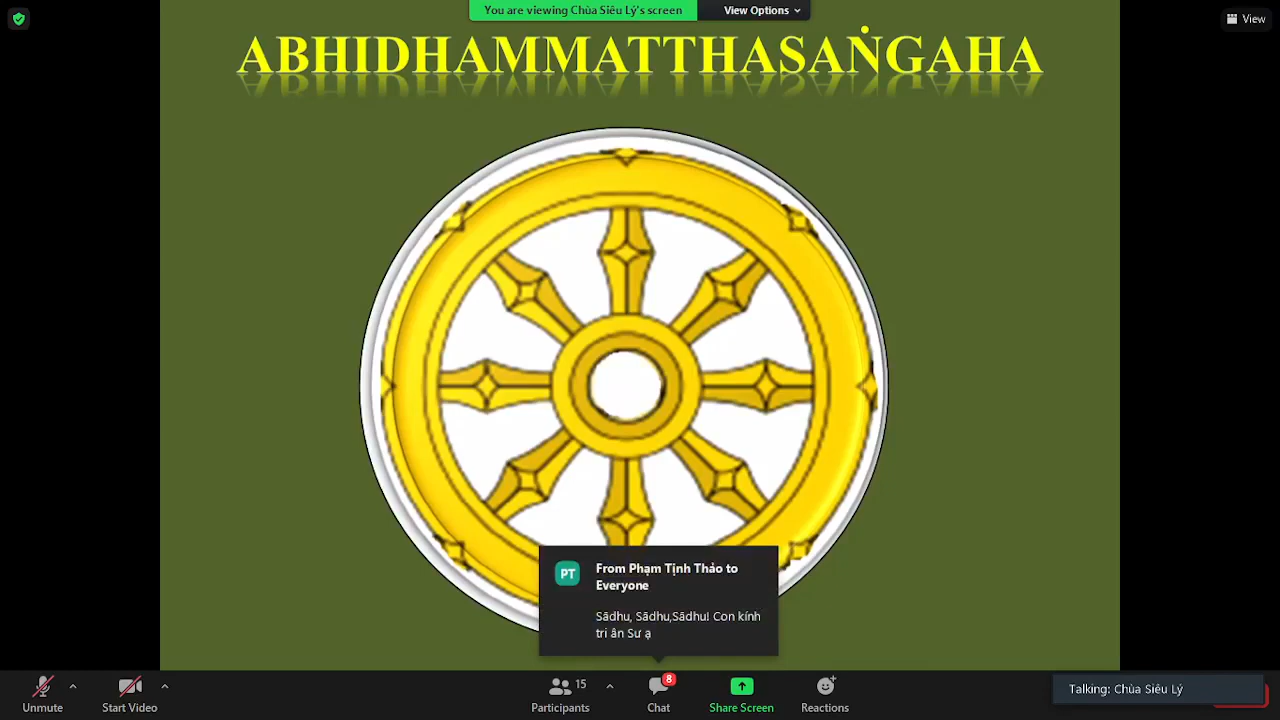 You are viewing Chùa Siêu Lý's screen
View Options
View
ABHIDHAMMATTHASAṄGAHA
PT
From Phạm Tịnh Thảo to
Everyone
Sādhu, Sādhu,Sādhu! Con kính
tri ân Sư ạ
Unmute
Start Video
15
Participants
8
Chat
Share Screen
Reactions
Talking: Chùa Siêu Lý